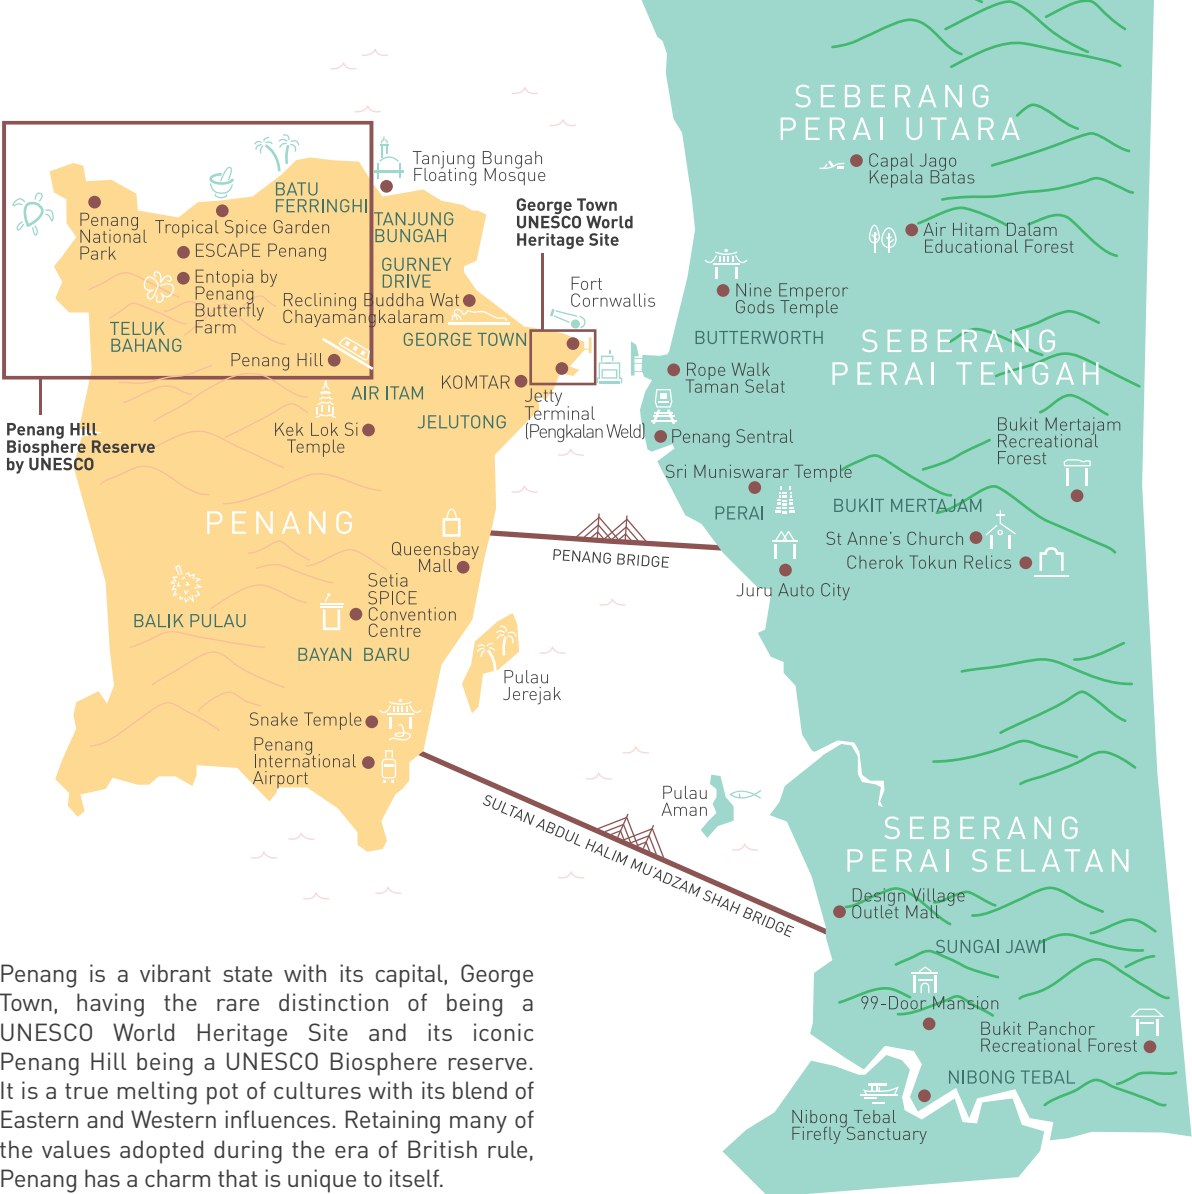 SEBERANG
PERAI UTARA
Capal Jago
Kepala Batas
Tanjung Bungah
Floating Mosque
BATU
FERRINGHI
Penang
National
Park
Tropical Spice Garden
TANJUNG
BUNGAH
George Town
UNESCO World
Heritage Site
Air Hitam Dalam
Educational Forest
ESCAPE Penang
Entopia by
Penang
Butterfly
Farm
GURNEY
DRIVE
Reclining Buddha Wat
Chayamangkalaram
Fort
Cornwallis
Nine Emperor
Gods Temple
TELUK
BAHANG
GEORGE TOWN
BUTTERWORTH
SEBERANG
PERAI TENGAH
Penang Hill
KOMTAR
AIR ITAM
Rope Walk
Taman Selat
Jetty
Terminal
(Pengkalan Weld)
JELUTONG
Penang Hill
Biosphere Reserve
by UNESCO
Kek Lok Si
Temple
Penang Sentral
Bukit Mertajam
Recreational
Forest
Sri Muniswarar Temple
PERAI
BUKIT MERTAJAM
PENANG
St Anne's Church
Cherok Tokun Relics
Queensbay
Mall
PENANG BRIDGE
Juru Auto City
Setia
SPICE
Convention
Centre
BALIK PULAU
BAYAN BARU
Pulau
Jerejak
Snake Temple
Penang
International
Airport
Pulau
Aman
SULTAN ABDUL HALIM MU'ADZAM SHAH BRIDGE
SEBERANG
PERAI SELATAN
Design Village
Outlet Mall
SUNGAI JAWI
99-Door Mansion
Bukit Panchor
Recreational Forest
NIBONG TEBAL
Nibong Tebal
Firefly Sanctuary
Penang is a vibrant state with its capital, George
Town, having the rare distinction of being a
UNESCO World Heritage Site and its iconic
Penang Hill being a UNESCO Biosphere reserve.
It is a true melting pot of cultures with its blend of
Eastern and Western influences. Retaining many of
the values adopted during the era of British rule,
Penang has a charm that is unique to itself.